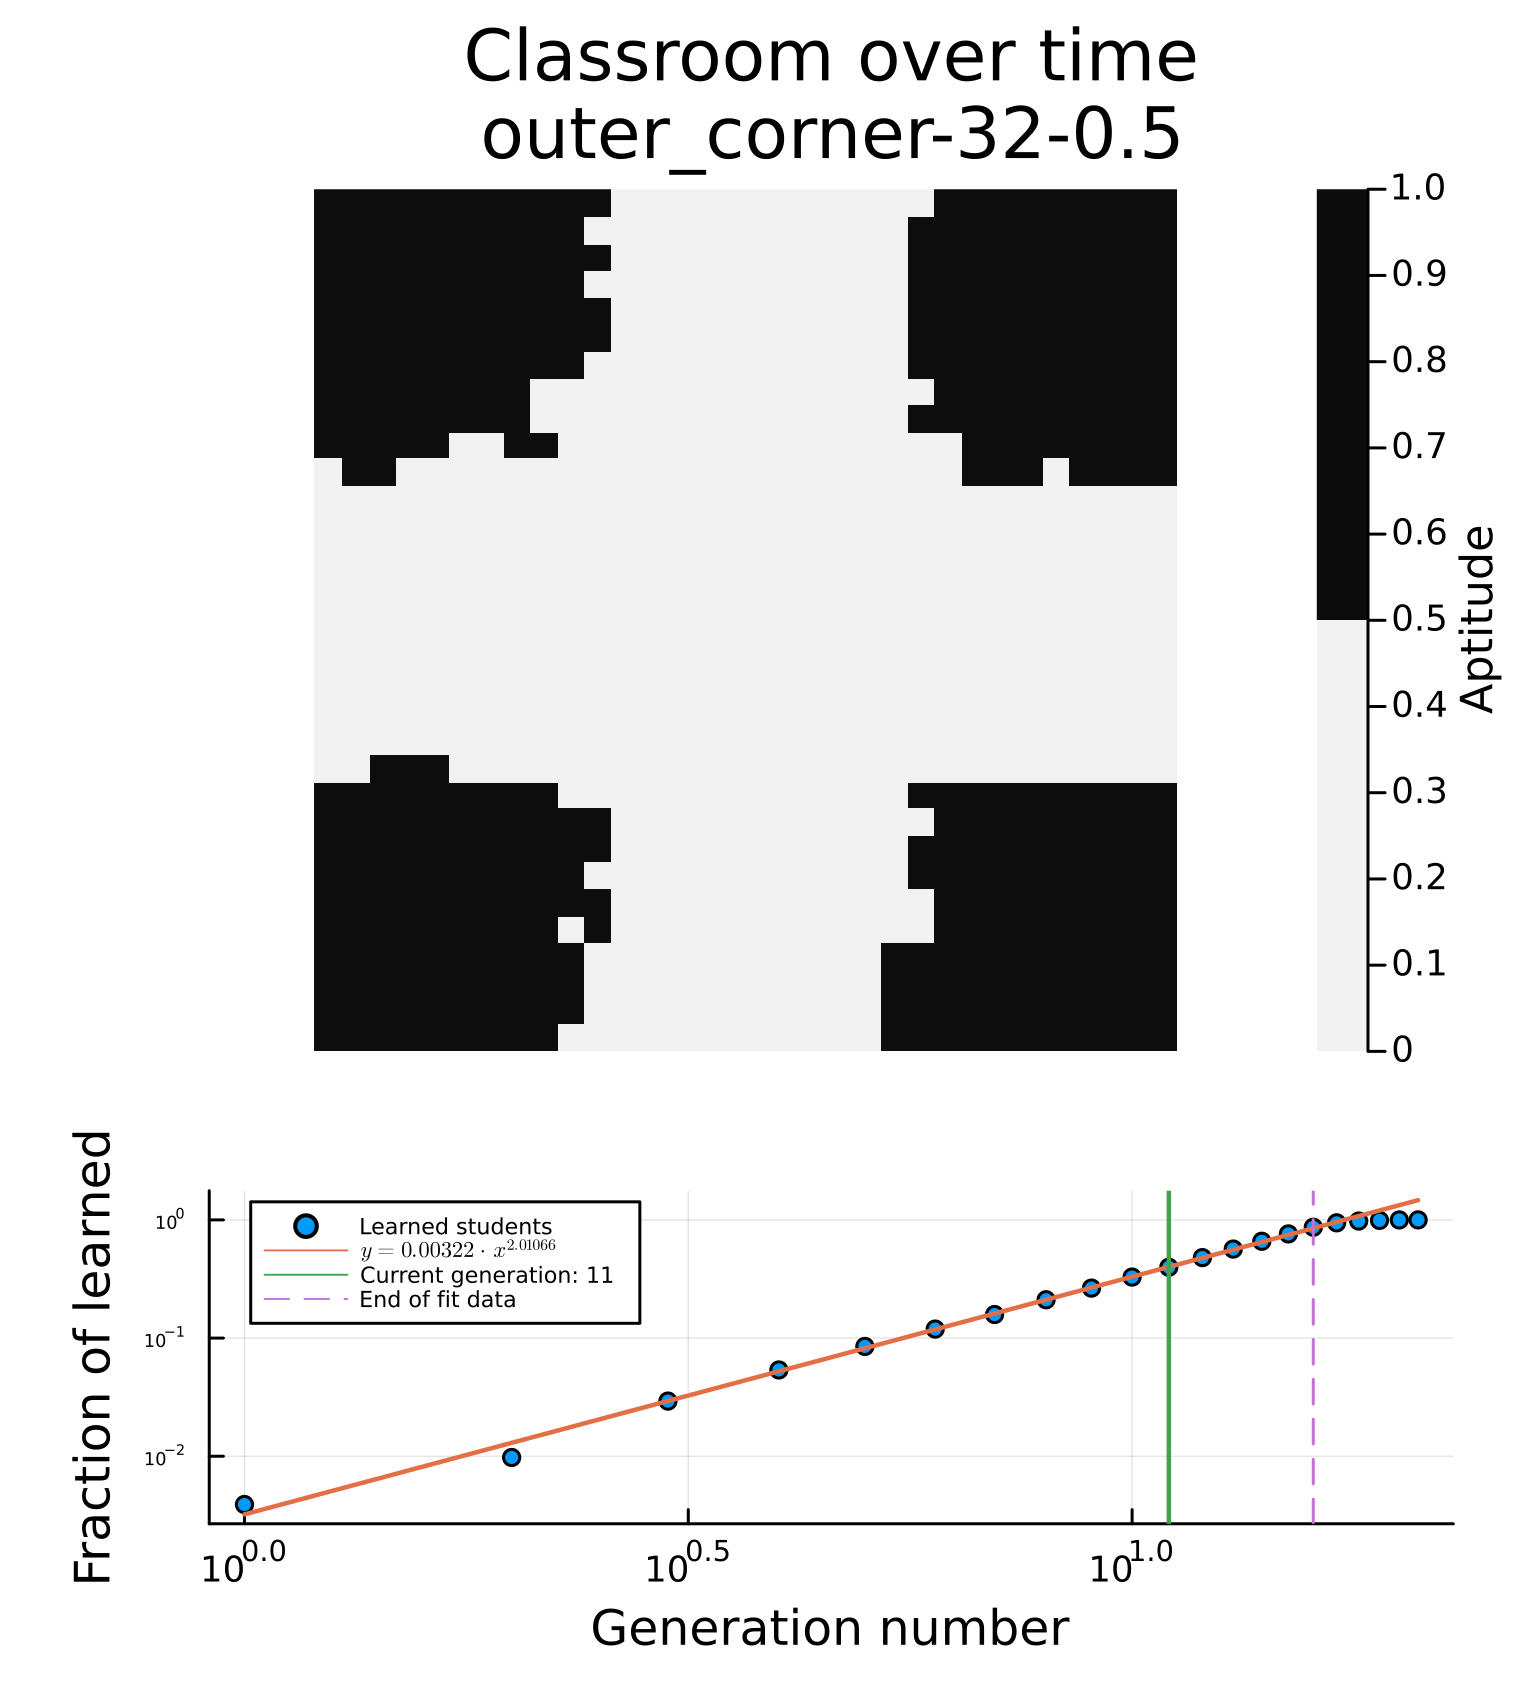 Classroom over time
outer_corner-32-0.5
1.0
0.9
0.8
0.7
0.6
0.5
0.4
0.3
0.2
0.1
0
Aptitude
Fraction of learned
10⁰
10⁻¹
10⁻²
Learned students
y = 0.00322 · x^2.01066
Current generation: 11
End of fit data
10^0.0
10^0.5
10^1.0
Generation number